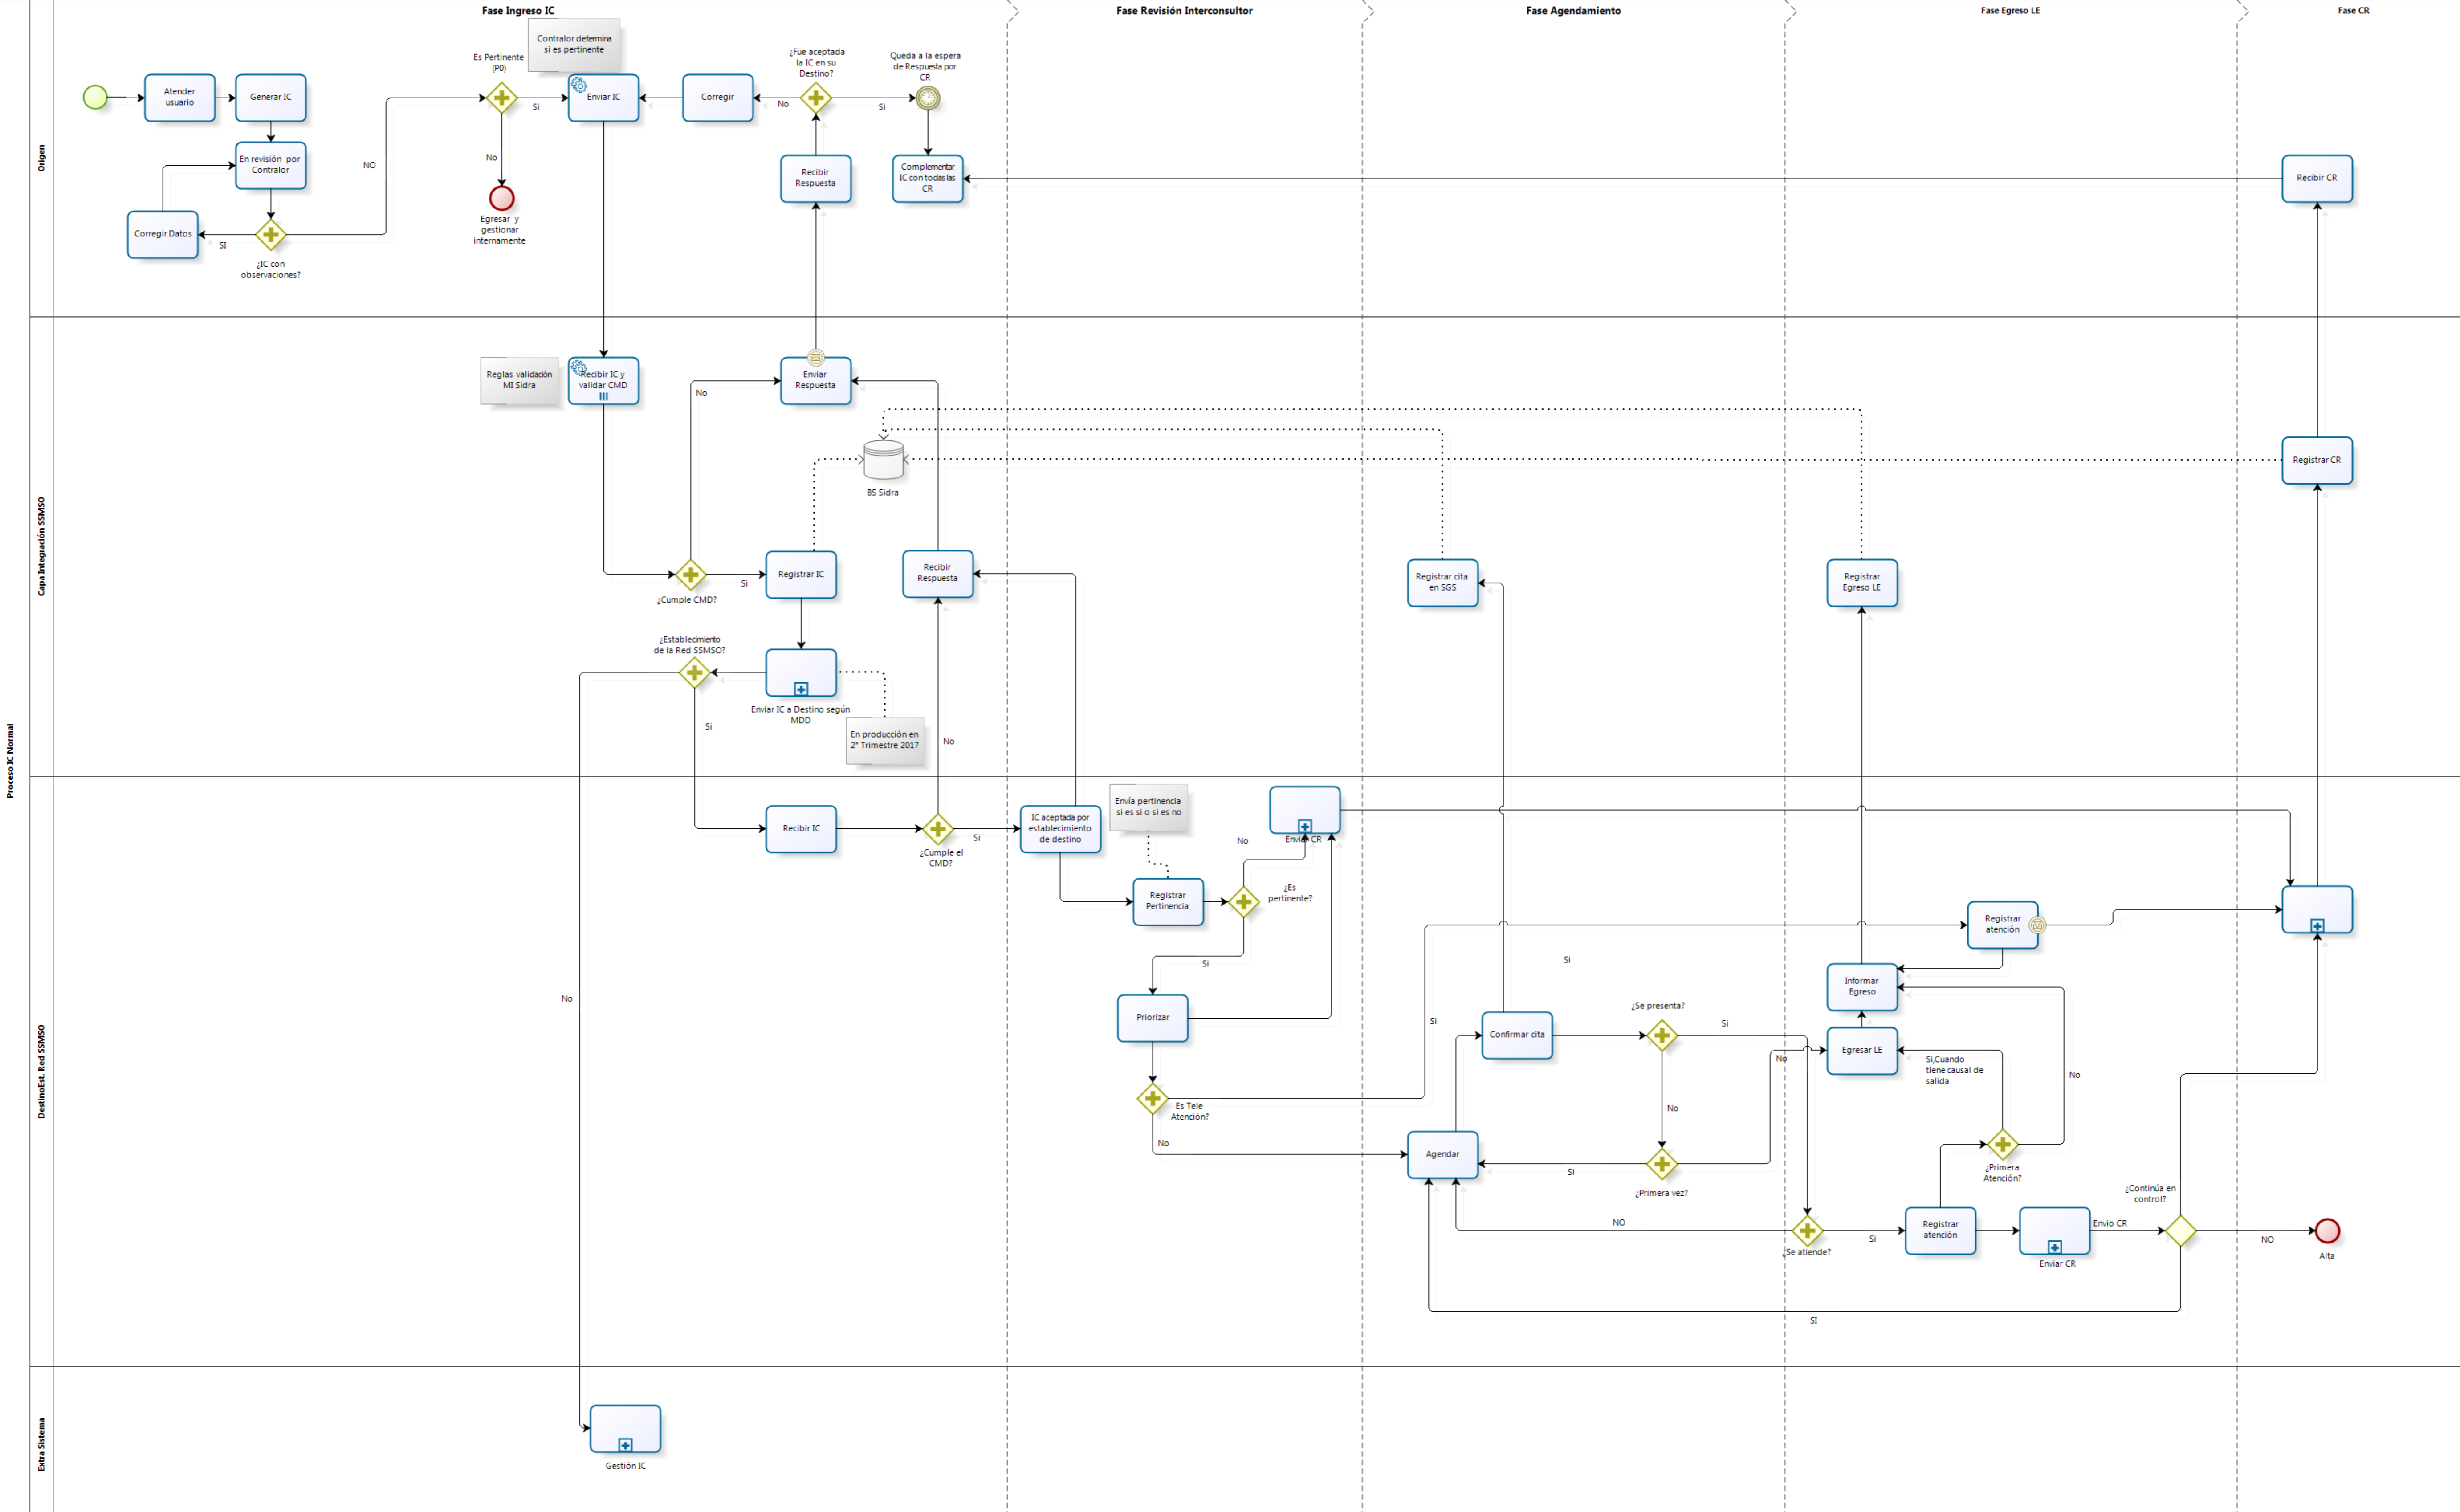 Fase Ingreso IC
Fase Revisión Interconsultor
Fase Agendamiento
Fase Egreso LE
Fase CR
Proceso IC Normal
Origen
Contralor determina
si es pertinente
Es Pertinente
(P0)
¿Fue aceptada
la IC en su
Destino?
Queda a la espera
de Respuesta por
CR
Atender
usuario
Generar IC
Si
Enviar IC
Corregir
No
Si
En revisión por
Contralor
NO
No
Recibir
Respuesta
Complementar
IC con todas las
CR
Recibir CR
Egresar y
gestionar
internamente
Corregir Datos
SI
¿IC con
observaciones?
Capa Integración SSMSO
Reglas validación
MI Sidra
Recibir IC y
validar CMD
No
Enviar
Respuesta
BS Sidra
Registrar CR
¿Cumple CMD?
Si
Registrar IC
Recibir
Respuesta
Registrar cita
en SGS
Registrar
Egreso LE
¿Establecimiento
de la Red SSMSO?
Enviar IC a Destino según
MDD
Si
En producción en
2° Trimestre 2017
No
DestinoEst. Red SSMSO
Recibir IC
¿Cumple el
CMD?
Si
IC aceptada por
establecimiento
de destino
Envía pertinencia
si es si o si es no
No
Enviar CR
Registrar
Pertinencia
¿Es
pertinente?
Si
Registrar
atención
Si
No
Priorizar
Si
Confirmar cita
¿Se presenta?
Si
No
Informar
Egreso
Egresar LE
Si,Cuando
tiene causal de
salida
No
Es Tele
Atención?
No
No
Agendar
Si
¿Primera vez?
¿Primera
Atención?
¿Continúa en
control?
NO
¿Se atiende?
Si
Registrar
atención
Envio CR
Enviar CR
NO
Alta
SI
Extra Sistema
Gestión IC